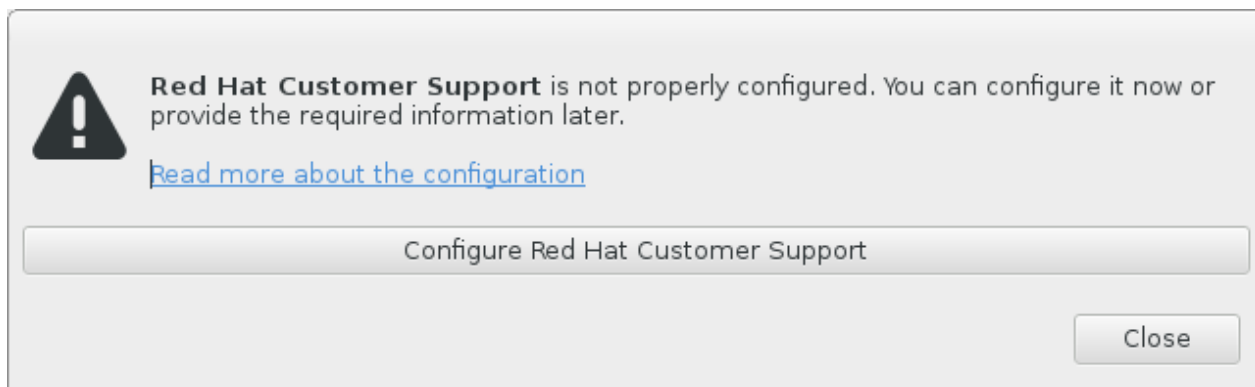 Red Hat Customer Support is not properly configured. You can configure it now or
provide the required information later.
Read more about the configuration
Configure Red Hat Customer Support
Close